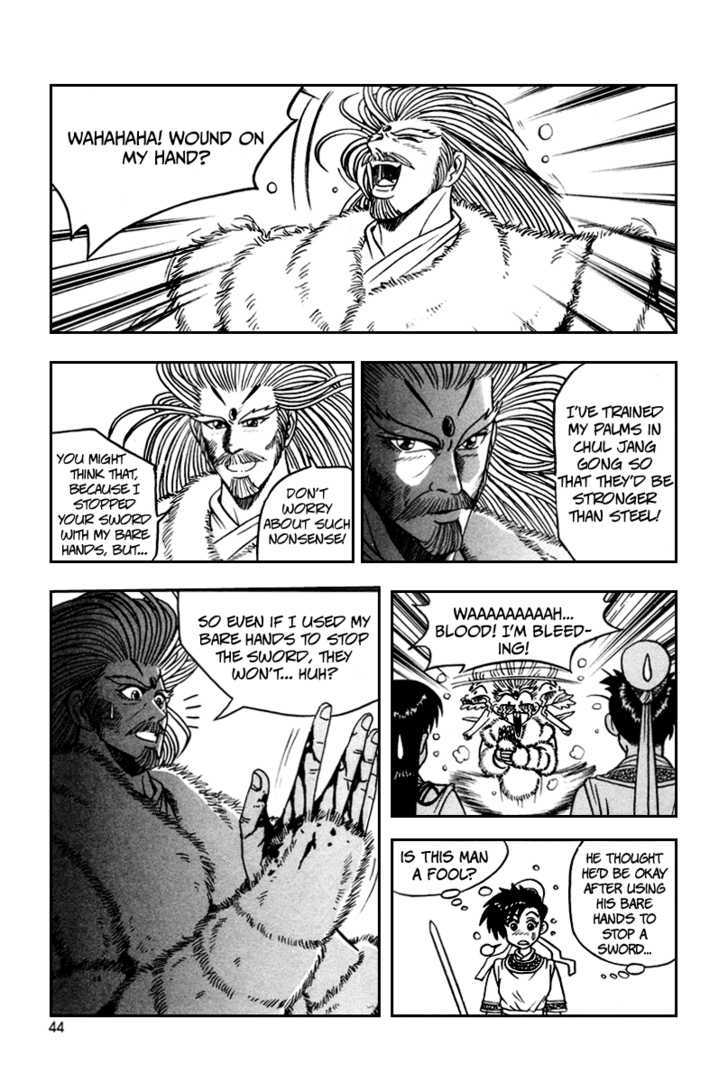 WAHAHAHA! WOUND ON
MY HAND?
YOU MIGHT
THINK THAT,
BECAUSE I
STOPPED
YOUR SWORD
WITH MY BARE
HANDS, BUT...
DON'T
WORRY
ABOUT SUCH
NONSENSE!
I'VE TRAINED
MY PALMS IN
CHUL JANG
GONG SO
THAT THEY'D BE
STRONGER
THAN STEEL!
SO EVEN IF I USED MY
BARE HANDS TO STOP
THE SWORD, THEY
WON'T... HUH?
WAAAAAAAAAH...
BLOOD! I'M BLEED-
ING!
IS THIS MAN
A FOOL?
HE THOUGHT
HE'D BE OKAY
AFTER USING
HIS BARE
HANDS TO
STOP A
SWORD...
44